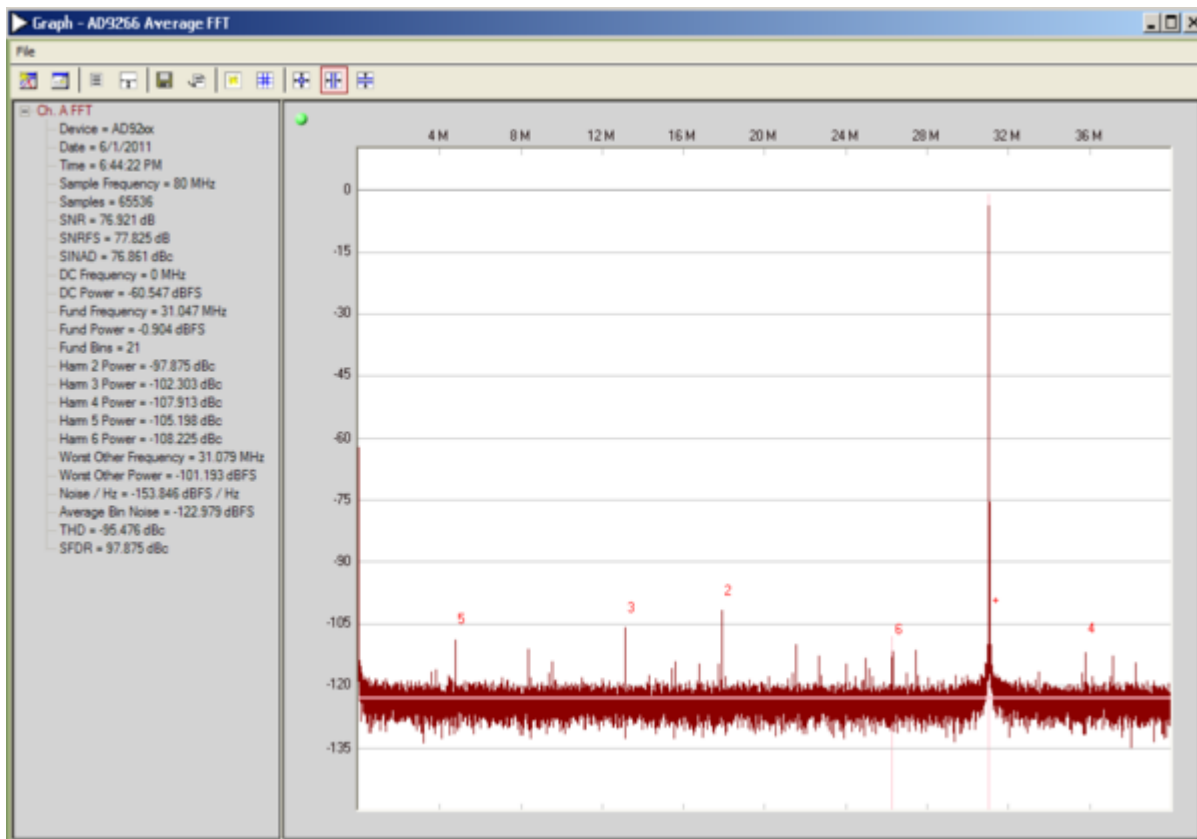 Graph - AD9266 Average FFT
File
Ch. A FFT
Device = AD92xx
Date = 6/1/2011
Time = 6:44:22 PM
Sample Frequency = 80 MHz
Samples = 65536
SNR = 76.921 dB
SNRFS = 77.825 dB
SINAD = 76.861 dBc
DC Frequency = 0 MHz
DC Power = -60.547 dBFS
Fund Frequency = 31.047 MHz
Fund Power = -0.904 dBFS
Fund Bins = 21
Harm 2 Power = -97.875 dBc
Harm 3 Power = -102.303 dBc
Harm 4 Power = -107.913 dBc
Harm 5 Power = -105.198 dBc
Harm 6 Power = -108.225 dBc
Worst Other Frequency = 31.079 MHz
Worst Other Power = -101.193 dBFS
Noise / Hz = -153.846 dBFS / Hz
Average Bin Noise = -122.979 dBFS
THD = -95.476 dBc
SFDR = 97.875 dBc
4 M 8 M 12 M 16 M 20 M 24 M 28 M 32 M 36 M
0
-15
-30
-45
-60
-75
-90
-105
-120
-135
5 3 2 6 + 4